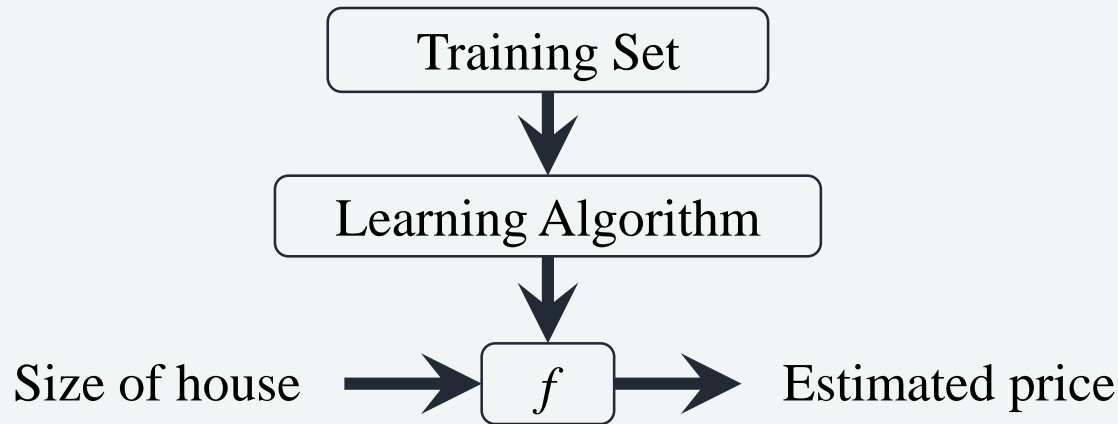 Training Set
Learning Algorithm
Size of house
f
Estimated price